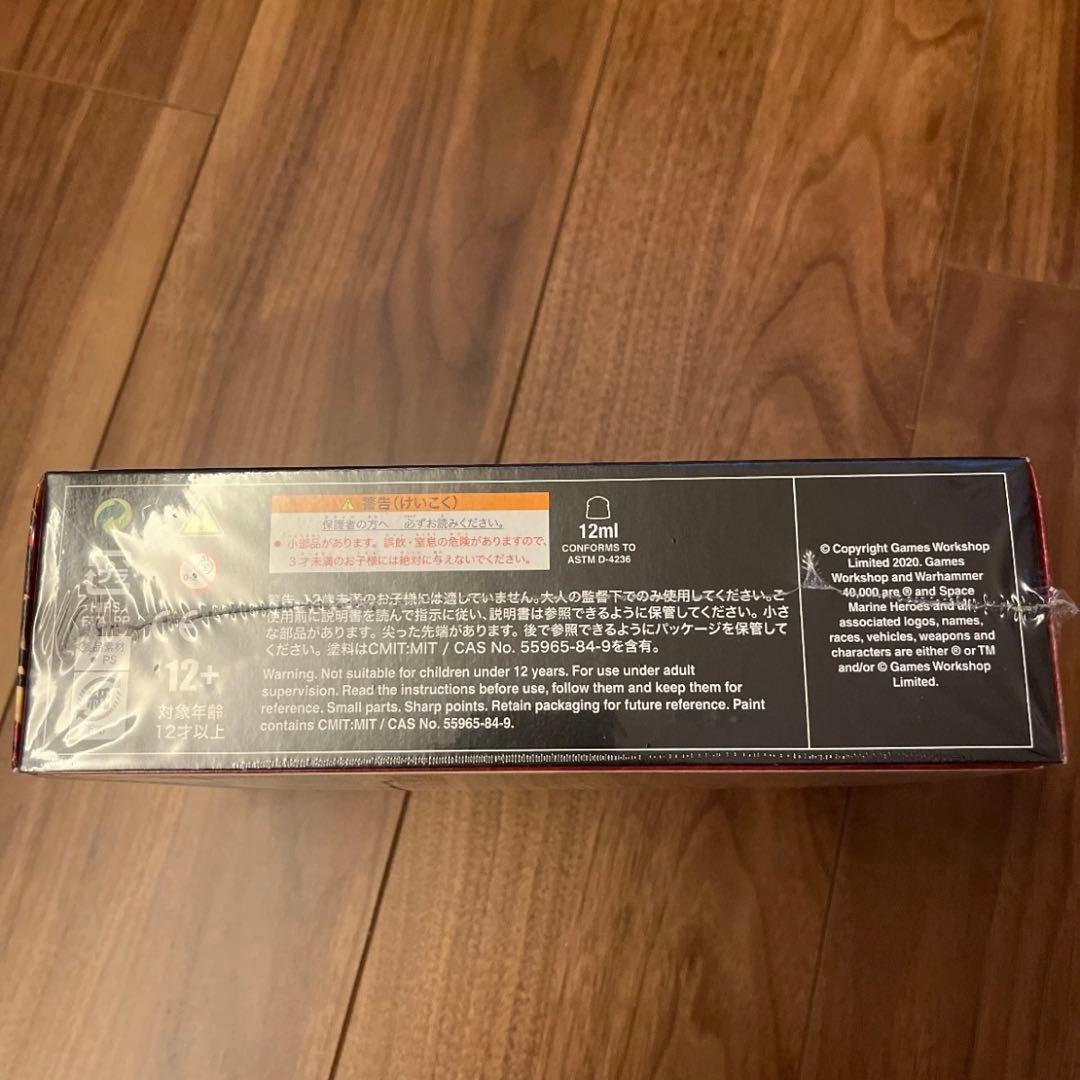 警告(けいこく)
保護者の方へ 必ずお読みください。
● 小部品があります。誤飲・窒息の危険がありますので、
3才未満のお子様には絶対に与えないでください。
12ml
CONFORMS TO
ASTM D-4236
警告。12歳未満のお子様には適していません。大人の監督下でのみ使用してください。ご
使用前に説明書を読んで指示に従い、説明書は参照できるように保管してください。小さ
な部品があります。尖った先端があります。後で参照できるようにパッケージを保管して
ください。塗料はCMIT:MIT / CAS No. 55965-84-9を含有。
Warning. Not suitable for children under 12 years. For use under adult
supervision. Read the instructions before use, follow them and keep them for
reference. Small parts. Sharp points. Retain packaging for future reference. Paint
contains CMIT:MIT / CAS No. 55965-84-9.
0-3
● PS
12+
対象年齢
12才以上
© Copyright Games Workshop
Limited 2020. Games
Workshop and Warhammer
40,000 are ® and Space
Marine Heroes and all
associated logos, names,
races, vehicles, weapons and
characters are either ® or TM
and/or © Games Workshop
Limited.